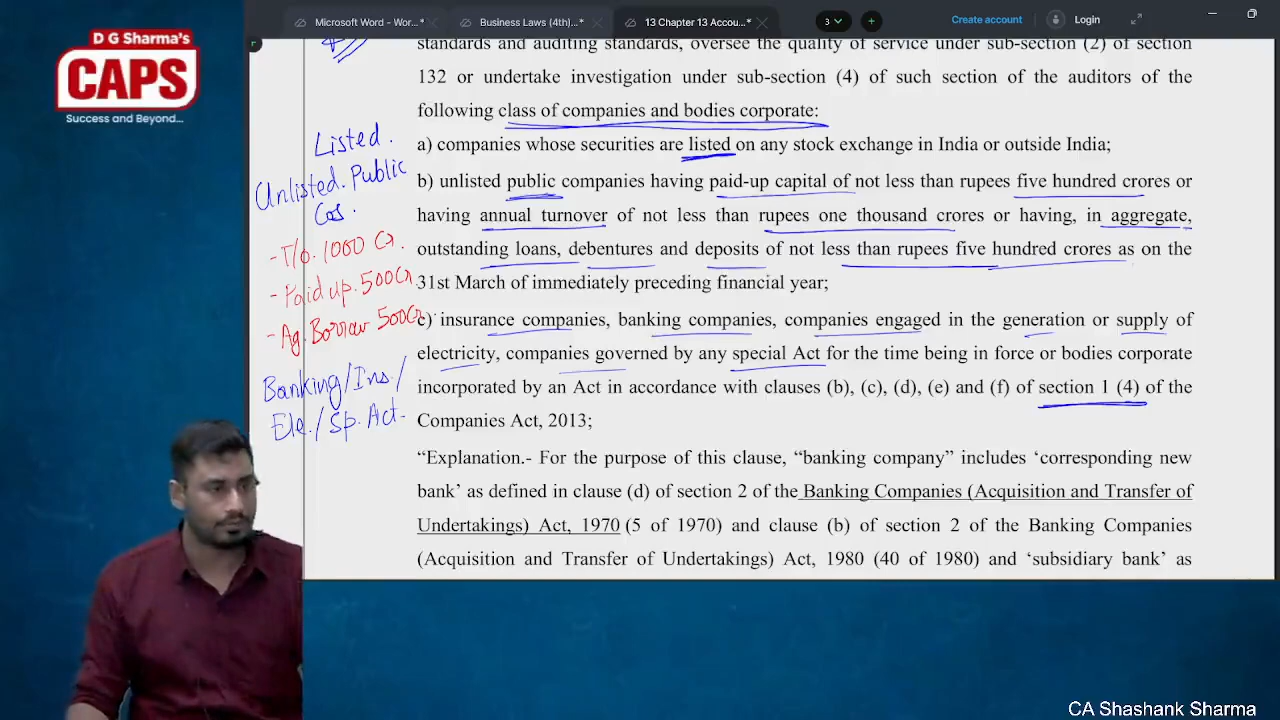 Microsoft Word - Wor...*
Business Laws (4th)...*
13 Chapter 13 Accou...*
3
Create account
Login
D G Sharma's
CAPS
Success and Beyond...
standards and auditing standards, oversee the quality of service under sub-section (2) of section
132 or undertake investigation under sub-section (4) of such section of the auditors of the
following class of companies and bodies corporate:
a) companies whose securities are listed on any stock exchange in India or outside India;
b) unlisted public companies having paid-up capital of not less than rupees five hundred crores or
having annual turnover of not less than rupees one thousand crores or having, in aggregate,
outstanding loans, debentures and deposits of not less than rupees five hundred crores as on the
31st March of immediately preceding financial year;
c) insurance companies, banking companies, companies engaged in the generation or supply of
electricity, companies governed by any special Act for the time being in force or bodies corporate
incorporated by an Act in accordance with clauses (b), (c), (d), (e) and (f) of section 1 (4) of the
Companies Act, 2013;
“Explanation.- For the purpose of this clause, “banking company” includes ‘corresponding new
bank’ as defined in clause (d) of section 2 of the Banking Companies (Acquisition and Transfer of
Undertakings) Act, 1970 (5 of 1970) and clause (b) of section 2 of the Banking Companies
(Acquisition and Transfer of Undertakings) Act, 1980 (40 of 1980) and ‘subsidiary bank’ as
Listed.
Unlisted. Public
Cos.
- T/o. 1000 Cr.
- Paid up. 500Cr.
- Ag. Borrow 500Cr.
Banking/Ins./
Ele./Sp. Act.
CA Shashank Sharma